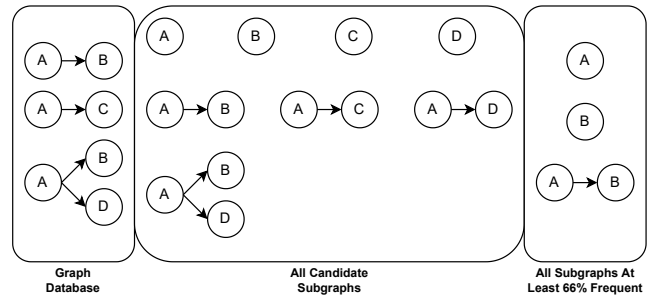 A B C D
A B
A C
A B D
A B A C A D
A B D
A
B
A B
Graph
Database
All Candidate
Subgraphs
All Subgraphs At
Least 66% Frequent